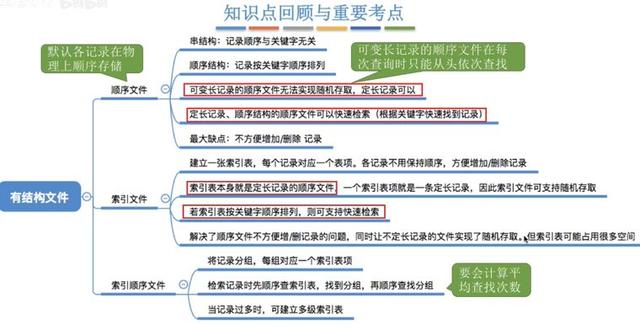 知识点回顾与重要考点
默认各记录在物
理上顺序存储
可变长记录的顺序文件在每
次查询时只能从头依次查找
串结构：记录顺序与关键字无关
顺序结构：记录按关键字顺序排列
顺序文件
可变长记录的顺序文件无法实现随机存取，定长记录可以
定长记录、顺序结构的顺序文件可以快速检索（根据关键字快速找到记录）
最大缺点：不方便增加/删除 记录
建立一张索引表，每个记录对应一个表项。各记录不用保持顺序，方便增加/删除记录
有结构文件
索引文件
索引表本身就是定长记录的顺序文件，一个索引表项就是一条定长记录，因此索引文件可支持随机存取
若索引表按关键字顺序排列，则可支持快速检索
解决了顺序文件不方便增/删记录的问题，同时让不定长记录的文件实现了随机存取。但索引表可能占用很多空间
将记录分组，每组对应一个索引表项
索引顺序文件
检索记录时先顺序查索引表，找到分组，再顺序查找分组
当记录过多时，可建立多级索引表
要会计算平
均查找次数